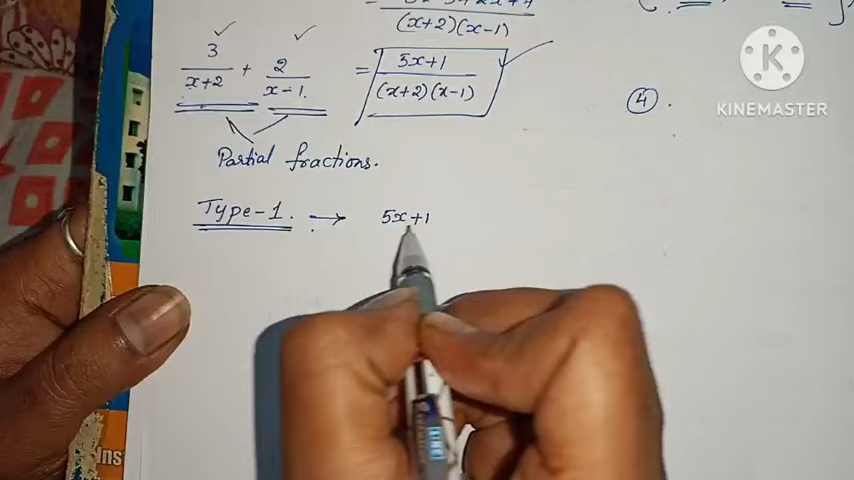 (x+2)(x-1)
3/(x+2) + 2/(x-1) = (5x+1)/((x+2)(x-1))
4
Partial fractions.
Type-1. → 5x+1
KINEMASTER